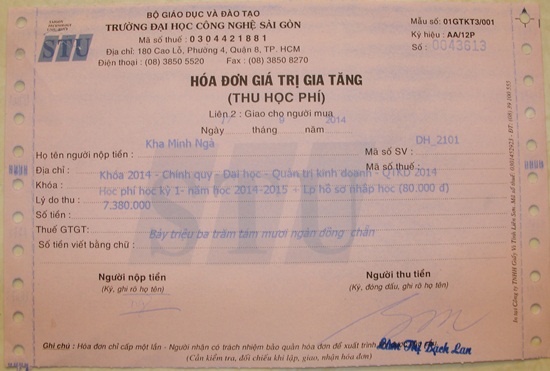 BỘ GIÁO DỤC VÀ ĐÀO TẠO
TRƯỜNG ĐẠI HỌC CÔNG NGHỆ SÀI GÒN
Mã số thuế : 0304421881
Địa chỉ: 180 Cao Lỗ, Phường 4, Quận 8, TP. HCM
Điện thoại : (08) 3850 5520 Fax : (08) 3850 8270
STU
Mẫu số: 01GTKT3/001
Ký hiệu : AA/12P
Số : 0043613
HÓA ĐƠN GIÁ TRỊ GIA TĂNG
(THU HỌC PHÍ)
Liên 2 : Giao cho người mua
Ngày tháng 9 năm 2014
Họ tên người nộp tiền : Kha Minh Ngà Mã số SV : DH_2101
Địa chỉ : Mã số thuế :
Khóa : Khóa 2014 - Chính quy - Đại học - Quản trị kinh doanh - QTKD 2014
Lý do thu : Học phí học kỳ 1- năm học 2014-2015 - Lp hồ sơ nhập học (80.000 đ)
Số tiền : 7.380.000
Thuế GTGT:
Số tiền viết bằng chữ : Bảy triệu ba trăm tám mươi ngàn đồng chẵn
STU
Người nộp tiền
(Ký, ghi rõ họ tên)
Người thu tiền
(Ký, đóng dấu, ghi rõ họ tên)
Ghi chú : Hóa đơn chỉ cấp một lần - Người nhận có trách nhiệm bảo quản hóa đơn để xuất trình
Thị Bạch Lan
(Cần kiểm tra, đối chiếu khi lập, giao, nhận hóa đơn)